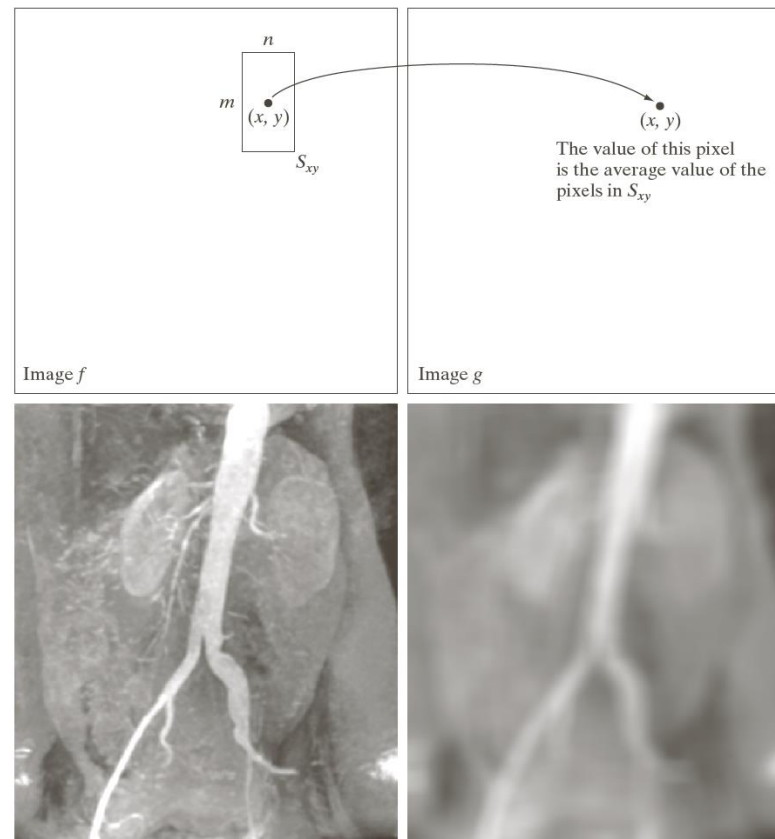 n
m
(x, y)
S_xy
Image f
(x, y)
The value of this pixel
is the average value of the
pixels in S_xy
Image g